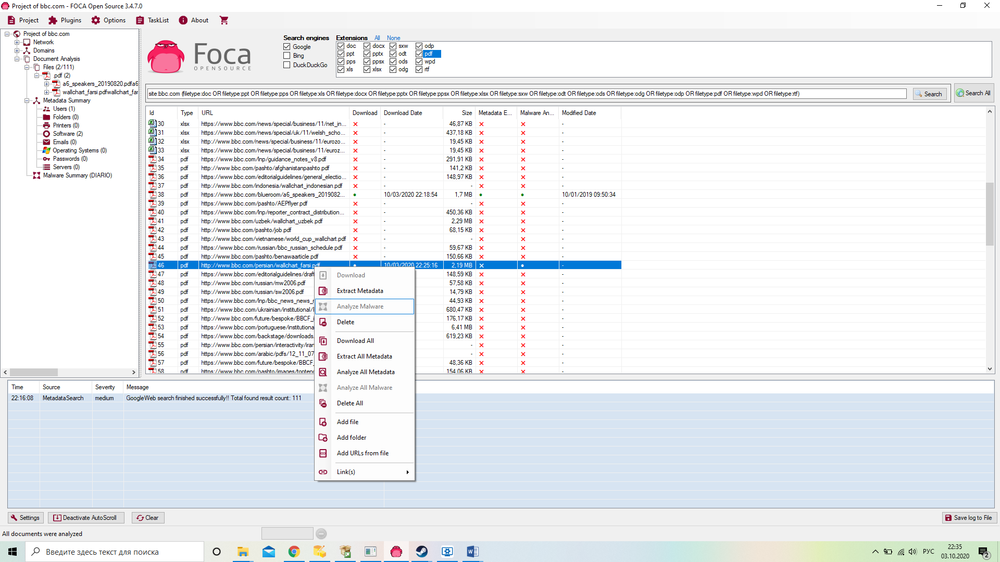 Project of bbc.com - FOCA Open Source 3.4.7.0
Project Plugins Options TaskList About
Project of bbc.com
Network
Domains
Document Analysis
Files (2/111)
.pdf (2)
a6_speakers_20190820.pdfa6
wallchart_farsi.pdfwallchart_far
Metadata Summary
Users (1)
Folders (0)
Printers (0)
Software (2)
Emails (0)
Operating Systems (0)
Passwords (0)
Servers (0)
Malware Summary (DIARIO)
Foca
OPENSOURCE
Search engines
Google
Bing
DuckDuckGo
Extensions All None
doc docx sxw odp
ppt pptx odt pdf
pps ppsx ods wpd
xls xlsx odg rtf
site:bbc.com (filetype:doc OR filetype:ppt OR filetype:pps OR filetype:xls OR filetype:docx OR filetype:pptx OR filetype:ppsx OR filetype:xlsx OR filetype:sxw OR filetype:odt OR filetype:ods OR filetype:odg OR filetype:odp OR filetype:pdf OR filetype:wpd OR filetype:rtf)
Search
Search All
Id Type URL Download Download Date Size Metadata E... Malware An... Modified Date
30 xlsx https://www.bbc.com/news/special/business/11/net_in... - 46,87 KB -
31 xlsx https://www.bbc.com/news/special/uk/11/welsh_scho... - 437,18 KB -
32 xlsx http://www.bbc.com/news/special/business/11/eurozo... - 19,45 KB -
33 xlsx https://www.bbc.com/news/special/business/11/euroz... - 19,45 KB -
34 pdf http://www.bbc.com/lnp/guidance_notes_v8.pdf - 291,91 KB -
35 pdf http://www.bbc.com/pashto/afghanistanpashto.pdf - 141,2 KB -
36 pdf http://www.bbc.com/editorialguidelines/general_electio... - 148,97 KB -
37 pdf http://www.bbc.com/indonesia/wallchart_indonesian.pdf - - -
38 pdf https://www.bbc.com/blueroom/a6_speakers_2019082... 10/03/2020 22:18:54 1,7 MB 10/01/2019 09:50:34
39 pdf https://www.bbc.com/pashto/AEPflyer.pdf - - -
40 pdf http://www.bbc.com/lnp/reporter_contract_distribution... - 450,36 KB -
41 pdf http://www.bbc.com/uzbek/wallchart_uzbek.pdf - 2,29 MB -
42 pdf http://www.bbc.com/pashto/job.pdf - 68,15 KB -
43 pdf http://www.bbc.com/vietnamese/world_cup_wallchart.pdf - - -
44 pdf https://www.bbc.com/russian/bbc_russian_schedule.pdf - 59,67 KB -
45 pdf http://www.bbc.com/pashto/benawaarticle.pdf - 150,66 KB -
46 pdf http://www.bbc.com/persian/wallchart_farsi.pdf 10/03/2020 22:25:16 2,19 MB -
47 pdf http://www.bbc.com/editorialguidelines/draft 148,59 KB -
48 pdf http://www.bbc.com/russian/mw2006.pdf 57,58 KB -
49 pdf http://www.bbc.com/russian/sw2006.pdf 14,79 KB -
50 pdf http://www.bbc.com/lnp/bbc_news_news_r 44,93 KB -
51 pdf https://www.bbc.com/ukrainian/institutional/ 680,47 KB -
52 pdf http://www.bbc.com/future/bespoke/BBCF_i 176,17 KB -
53 pdf https://www.bbc.com/portuguese/institutiona 6,41 MB -
54 pdf https://www.bbc.com/backstage/downloads. 619,23 KB -
55 pdf http://www.bbc.com/persian/interactivity/iran - -
56 pdf http://www.bbc.com/arabic/pdfs/12_11_07 - -
57 pdf https://www.bbc.com/future/bespoke/BBCF_ 48,36 KB -
58 pdf http://www.bbc.com/pashto/images/topteno 154,06 KB -
Download
Extract Metadata
Analyze Malware
Delete
Download All
Extract All Metadata
Analyze All Metadata
Analyze All Malware
Delete All
Add file
Add folder
Add URLs from file
Link(s)
Time Source Severity Message
22:16:08 MetadataSearch medium GoogleWeb search finished successfully!! Total found result count: 111
Settings Deactivate AutoScroll Clear Save log to File
All documents were analyzed
Введите здесь текст для поиска
РУС
22:35
03.10.2020
2